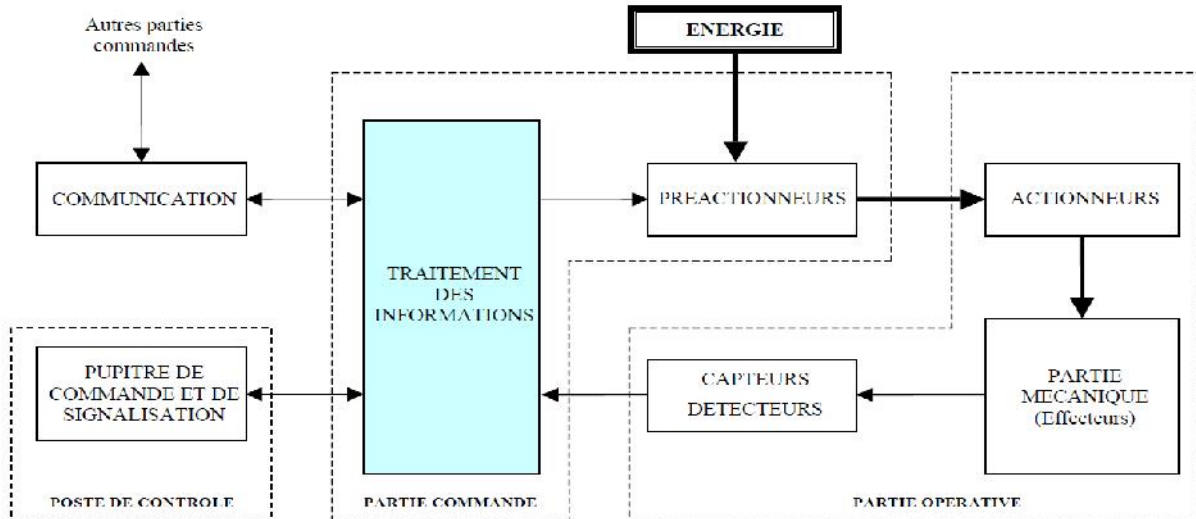 Autres parties
commandes
ENERGIE
COMMUNICATION
PREACTIONNEURS
ACTIONNEURS
TRAITEMENT
DES
INFORMATIONS
PUPITRE DE
COMMANDE ET DE
SIGNALISATION
CAPTEURS
DETECTEURS
PARTIE
MECANIQUE
(Effecteurs)
POSTE DE CONTROLE
PARTIE COMMANDE
PARTIE OPERATIVE